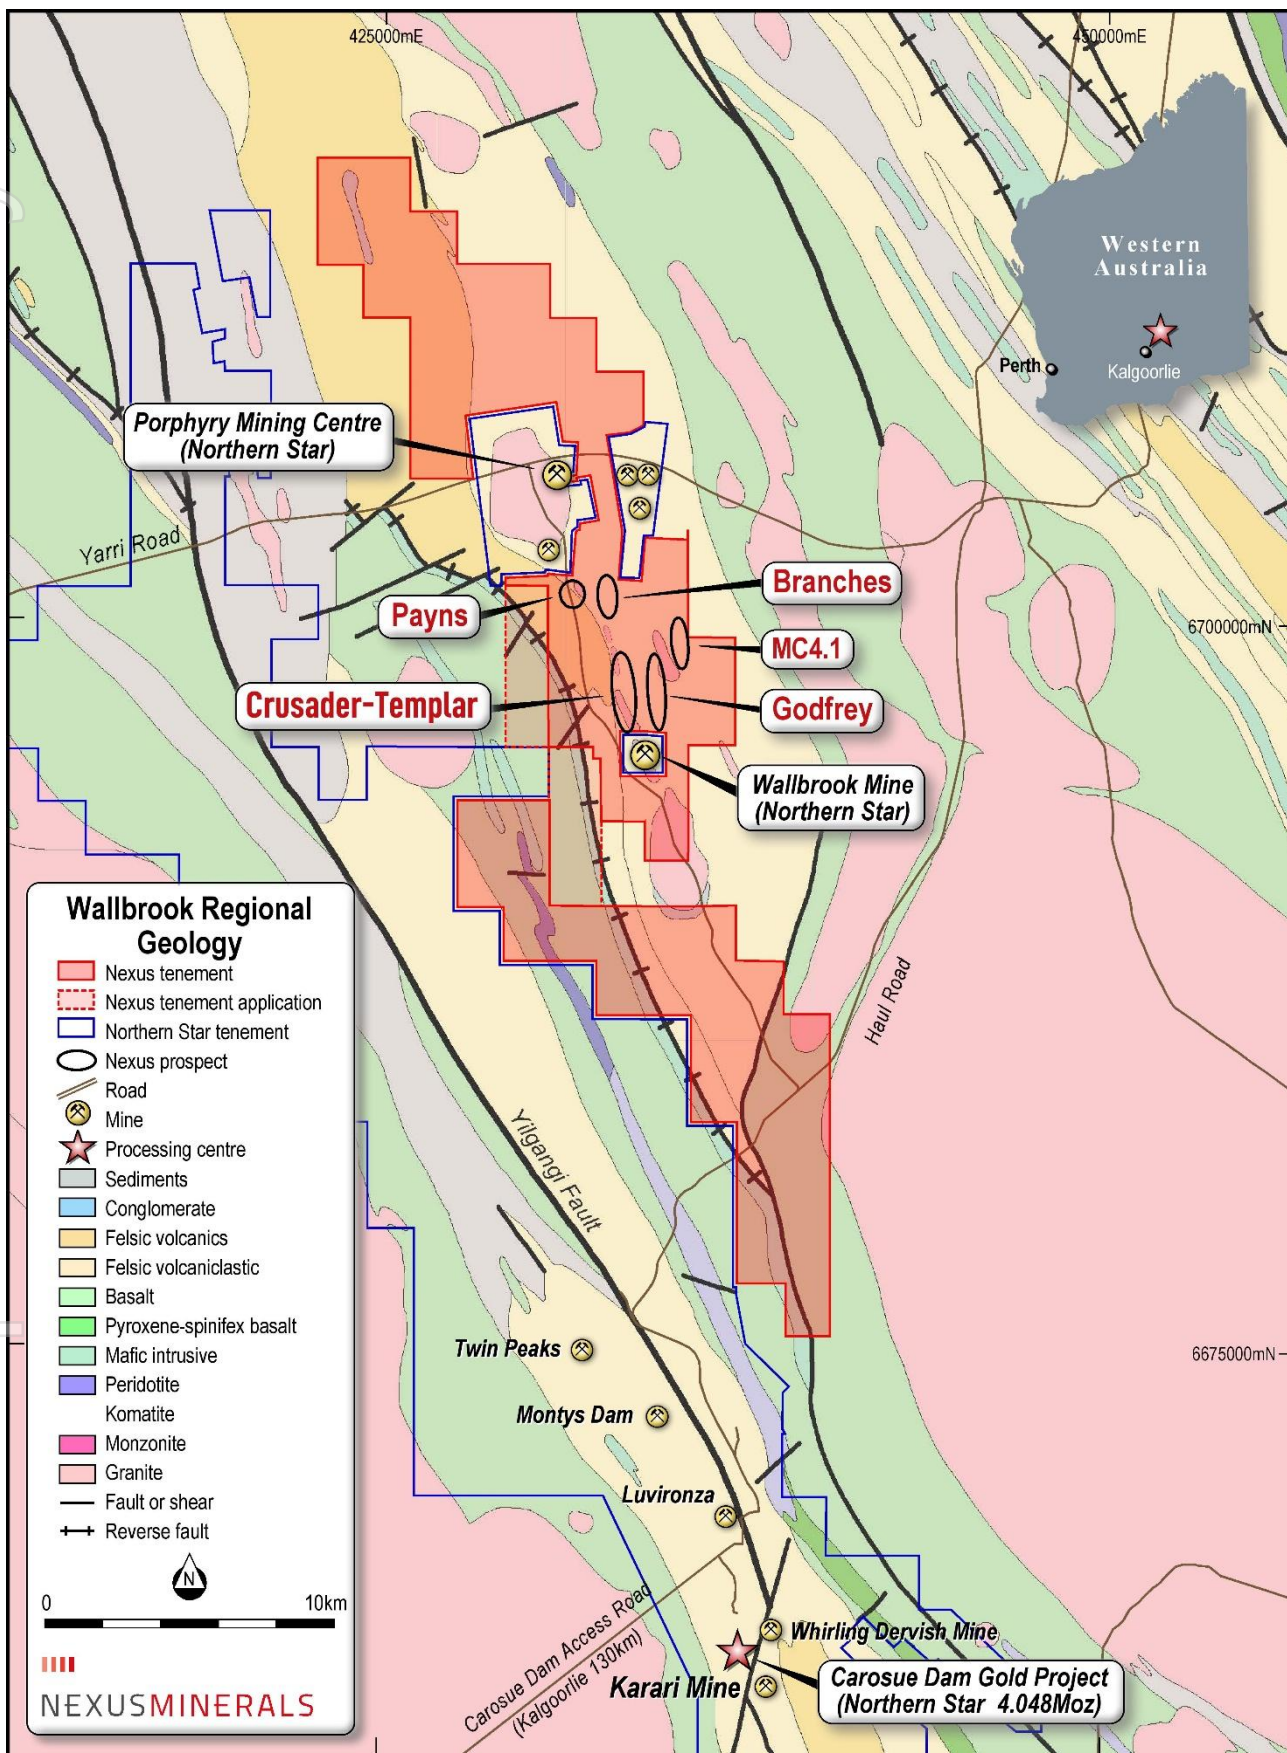 425000mE
450000mE
Western
Australia
Perth
Kalgoorlie
Porphyry Mining Centre
(Northern Star)
Yarri Road
Branches
Payns
6700000mN
MC4.1
Crusader-Templar
Godfrey
Wallbrook Mine
(Northern Star)
Haul Road
Yilgangi Fault
Wallbrook Regional
Geology
Nexus tenement
Nexus tenement application
Northern Star tenement
Nexus prospect
Road
Mine
Processing centre
Sediments
Conglomerate
Felsic volcanics
Felsic volcaniclastic
Basalt
Pyroxene-spinifex basalt
Mafic intrusive
Peridotite
Komatite
Monzonite
Granite
Fault or shear
Reverse fault
N
0 10km
NEXUSMINERALS
Twin Peaks
6675000mN
Montys Dam
Luvironza
Carosue Dam Access Road
(Kalgoorlie 130km)
Whirling Dervish Mine
Karari Mine
Carosue Dam Gold Project
(Northern Star 4.048Moz)